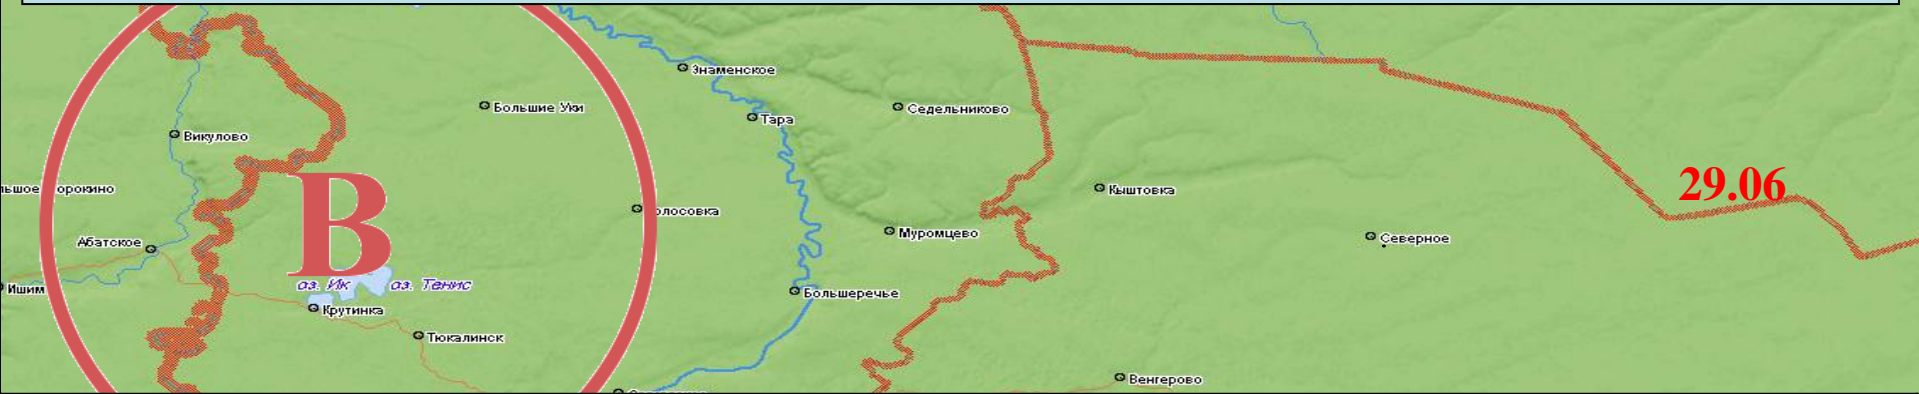 Знаменское
Большие Уки
Седельниково
Тара
Викулово
29.06
орокино
Кыштовка
В
олосовка
Муромцево
Северное
Абатское
оз. Ик
оз. Тенис
Ишим
Большеречье
Крутинка
Тюкалинск
Венгерово